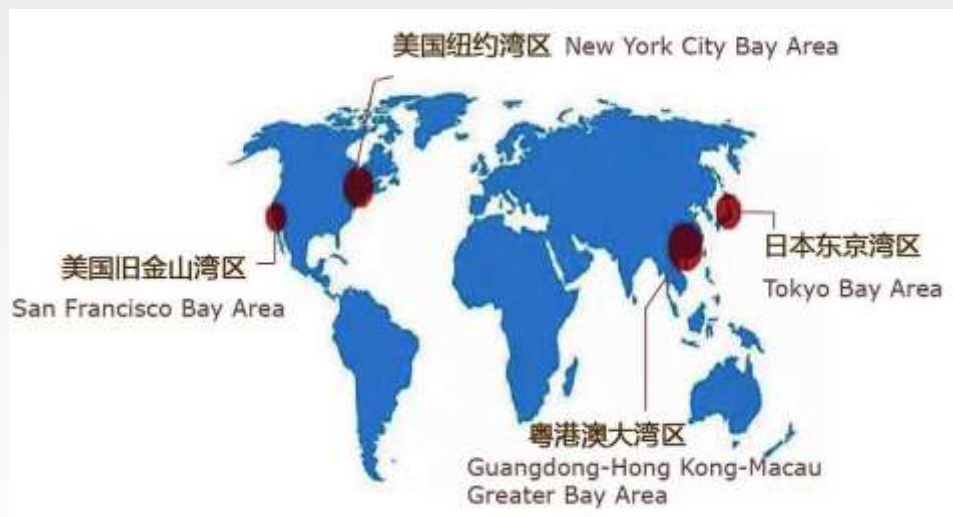 美国纽约湾区 New York City Bay Area
美国旧金山湾区
San Francisco Bay Area
日本东京湾区
Tokyo Bay Area
粤港澳大湾区
Guangdong-Hong Kong-Macau
Greater Bay Area